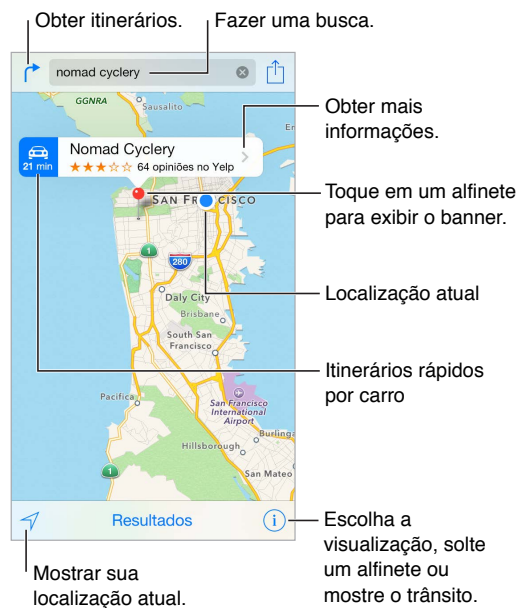 Obter itinerários.
Fazer uma busca.
nomad cyclery
GGNRA
Sausalito
Obter mais
informações.
Nomad Cyclery
21 min
64 opiniões no Yelp
Toque em um alfinete
para exibir o banner.
SAN FRANCISCO
1
280
Localização atual
Daly City
Brisbane
South San
Francisco
Itinerários rápidos
por carro
Pacifica
San Francisco
International
Airport
Burlinga
Hillsborough
San Mateo
1
Resultados
Escolha a
visualização, solte
um alfinete ou
mostre o trânsito.
Mostrar sua
localização atual.